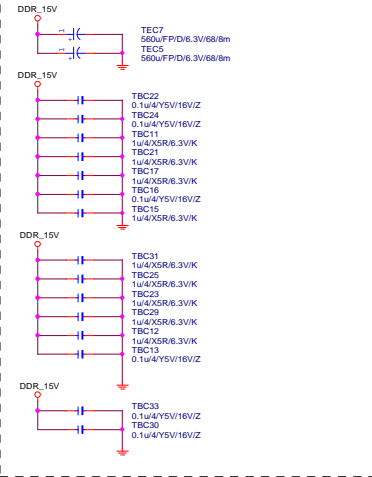 DDR_15V
1
TEC7
+
560u/FP/D/6.3V/68/8m
1
TEC5
+
560u/FP/D/6.3V/68/8m
DDR_15V
TBC22
0.1u/4/Y5V/16V/Z
TBC24
0.1u/4/Y5V/16V/Z
TBC11
1u/4/X5R/6.3V/K
TBC21
1u/4/X5R/6.3V/K
TBC17
1u/4/X5R/6.3V/K
TBC16
0.1u/4/Y5V/16V/Z
TBC15
1u/4/X5R/6.3V/K
DDR_15V
TBC31
1u/4/X5R/6.3V/K
TBC25
1u/4/X5R/6.3V/K
TBC23
1u/4/X5R/6.3V/K
TBC29
1u/4/X5R/6.3V/K
TBC12
1u/4/X5R/6.3V/K
TBC13
0.1u/4/Y5V/16V/Z
DDR_15V
TBC33
0.1u/4/Y5V/16V/Z
TBC30
0.1u/4/Y5V/16V/Z